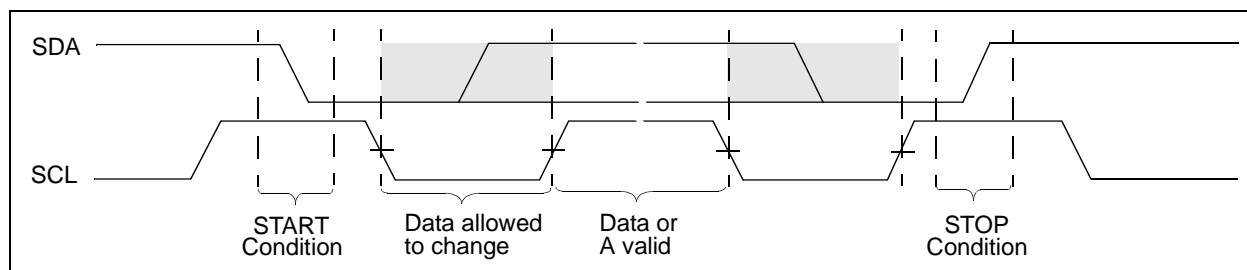 SDA
SCL
START
Condition
Data allowed
to change
Data or
A valid
STOP
Condition